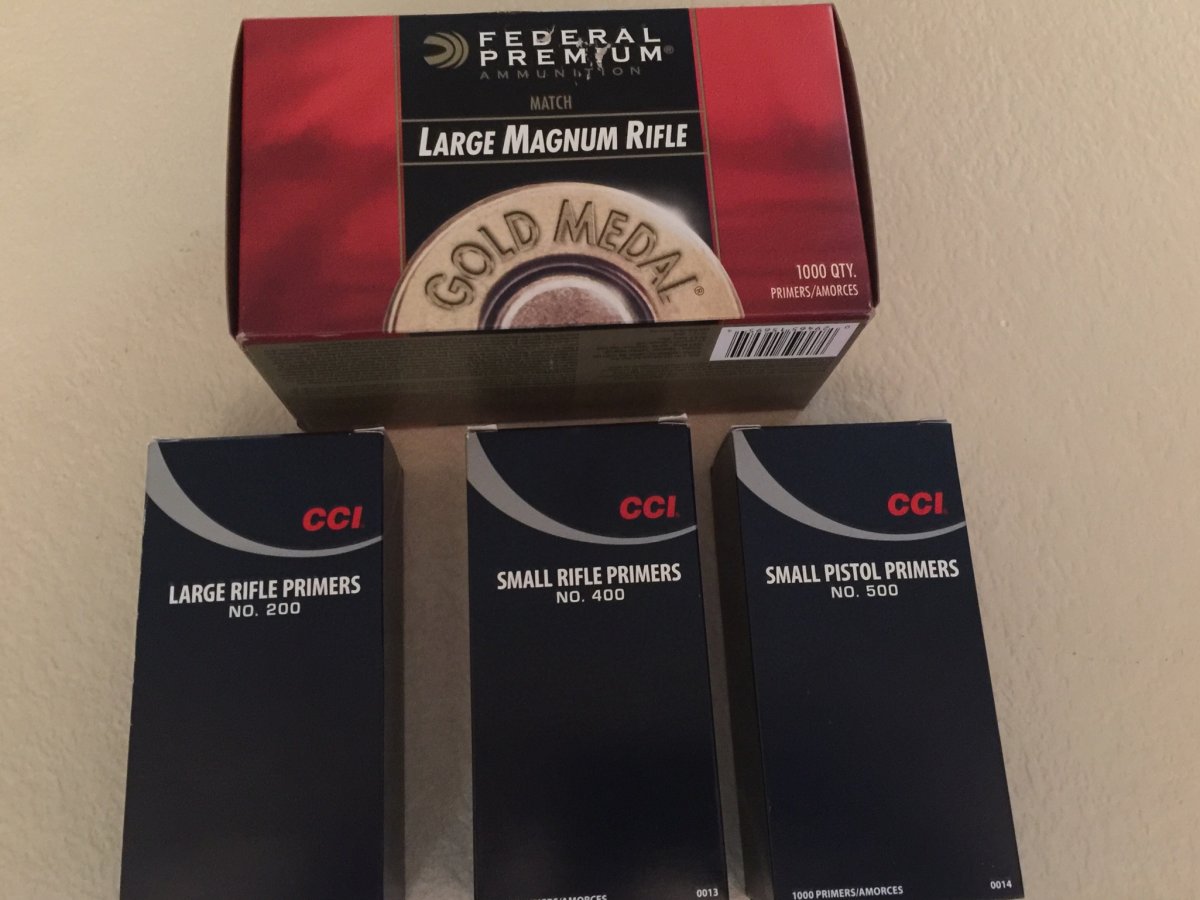 FEDERAL
PREMIUM®
AMMUNITION
MATCH
LARGE MAGNUM RIFLE
GOLD MEDAL®
1000 QTY.
PRIMERS/AMORCES
CCI
LARGE RIFLE PRIMERS
NO. 200
CCI
SMALL RIFLE PRIMERS
NO. 400
0013
CCI
SMALL PISTOL PRIMERS
NO. 500
1000 PRIMERS/AMORCES
0014